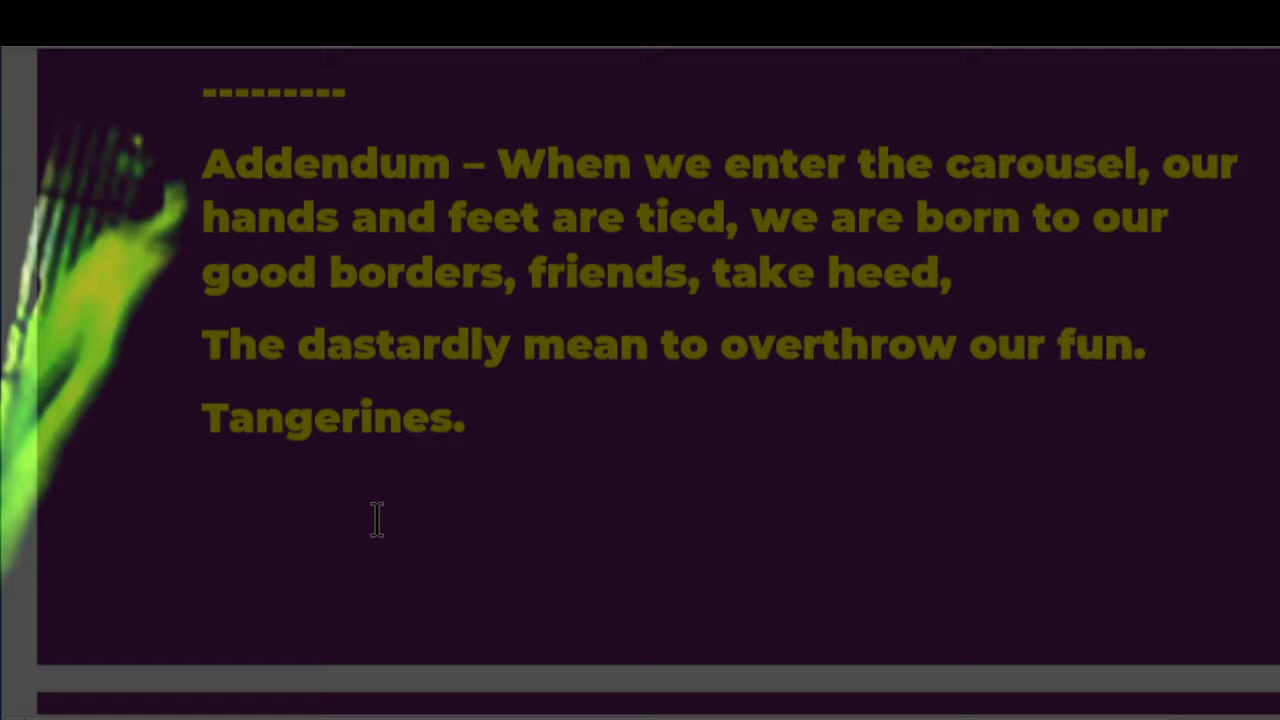 ---------
Addendum – When we enter the carousel, our
hands and feet are tied, we are born to our
good borders, friends, take heed,
The dastardly mean to overthrow our fun.
Tangerines.